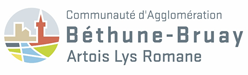 Communauté d'Agglomération
Béthune-Bruay
Artois Lys Romane